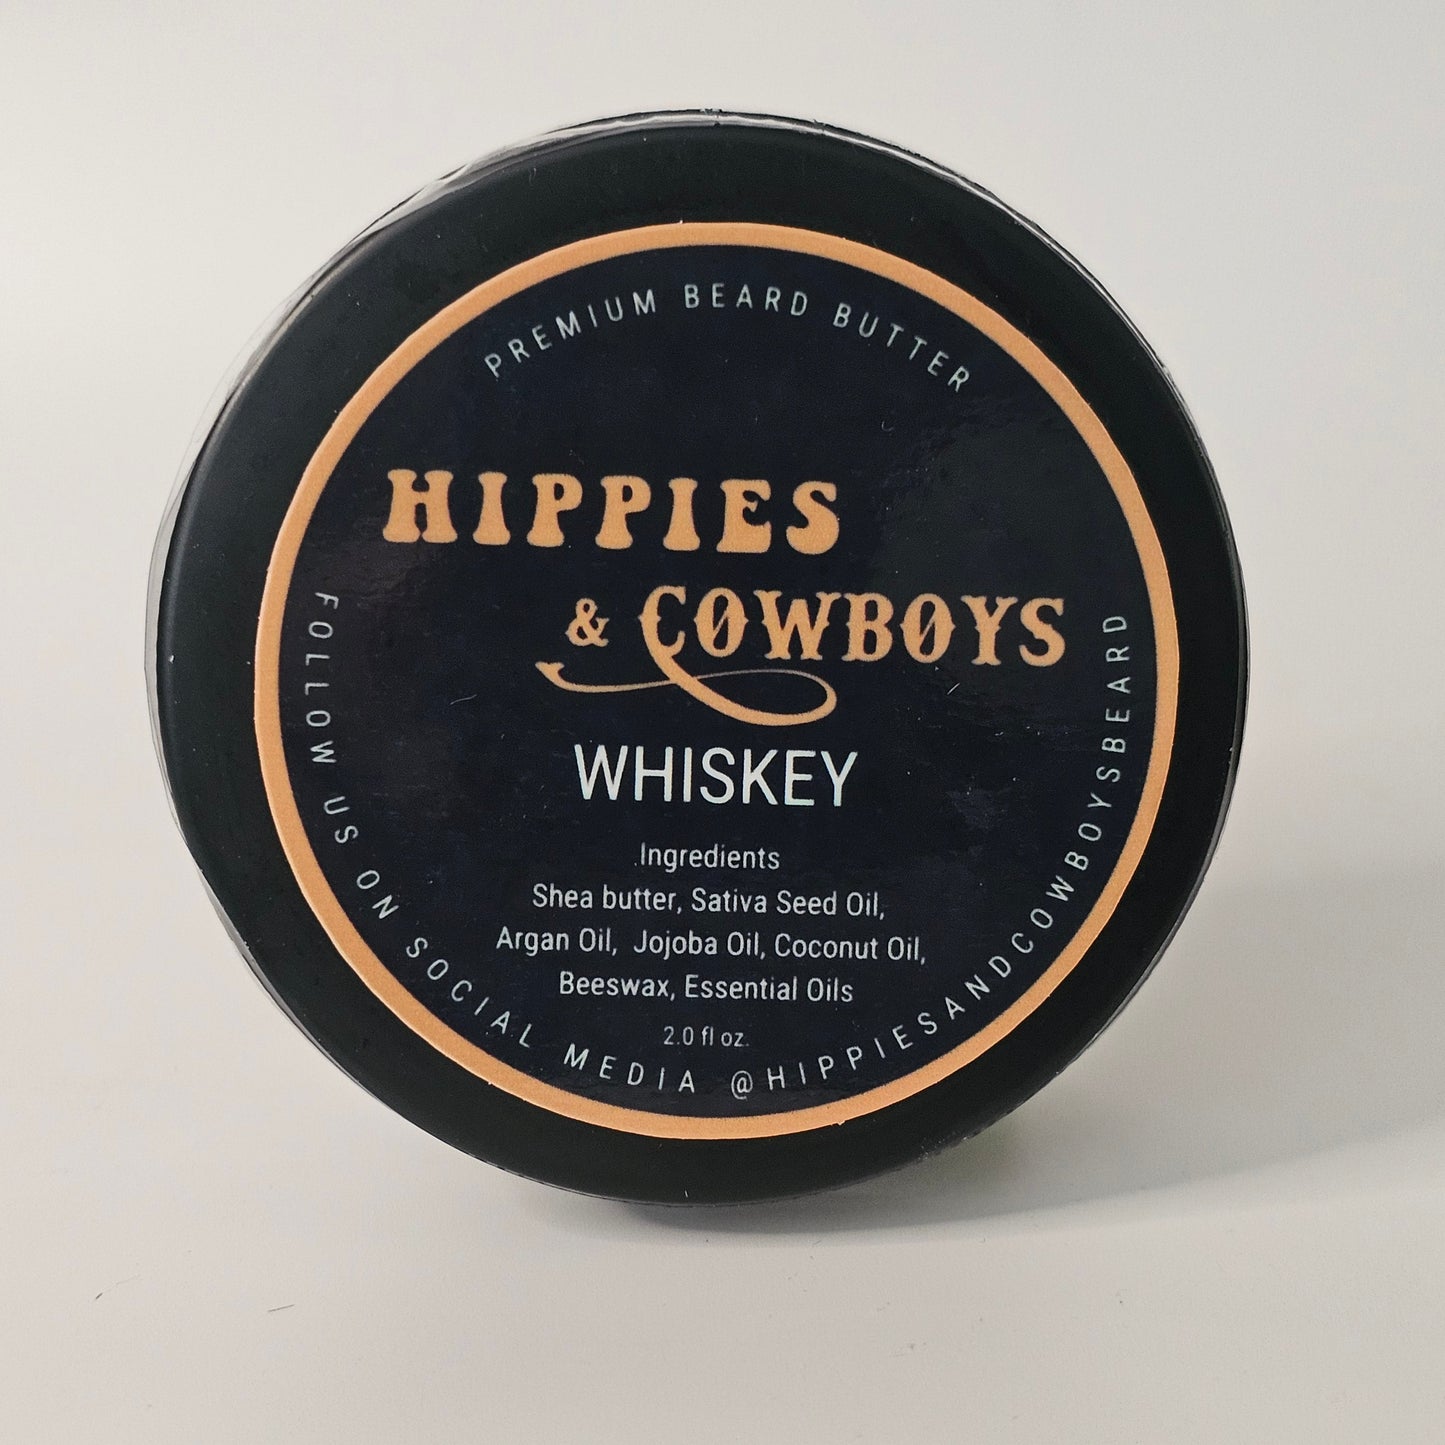 PREMIUM BEARD BUTTER
HIPPIES
& COWBOYS
WHISKEY
Ingredients
Shea butter, Sativa Seed Oil,
Argan Oil, Jojoba Oil, Coconut Oil,
Beeswax, Essential Oils
2.0 fl oz.
FOLLOW US ON SOCIAL MEDIA @HIPPIESANDCOWBOYSBEARD